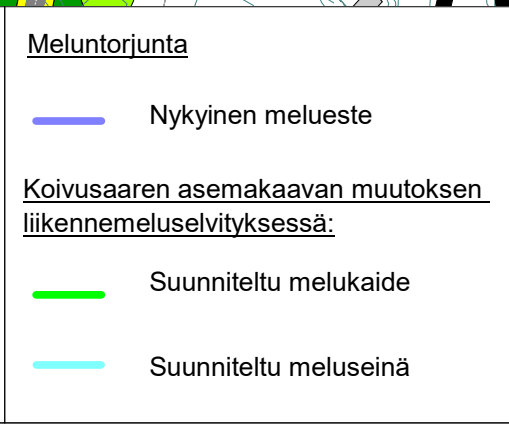 Meluntorjunta
Nykyinen melueste
Koivusaaren asemakaavan muutoksen
liikennemeluselvityksessä:
Suunniteltu melukaide
Suunniteltu meluseinä